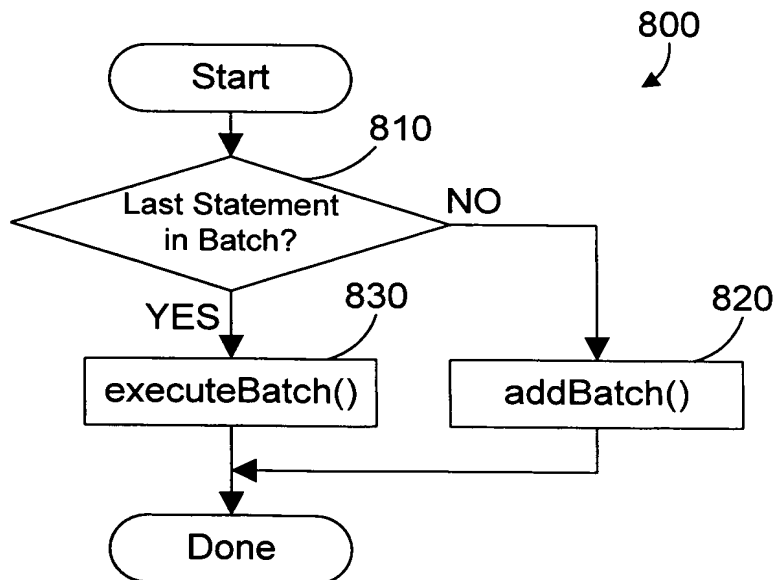 800
Start
810
Last Statement
in Batch?
NO
YES
830
820
executeBatch()
addBatch()
Done